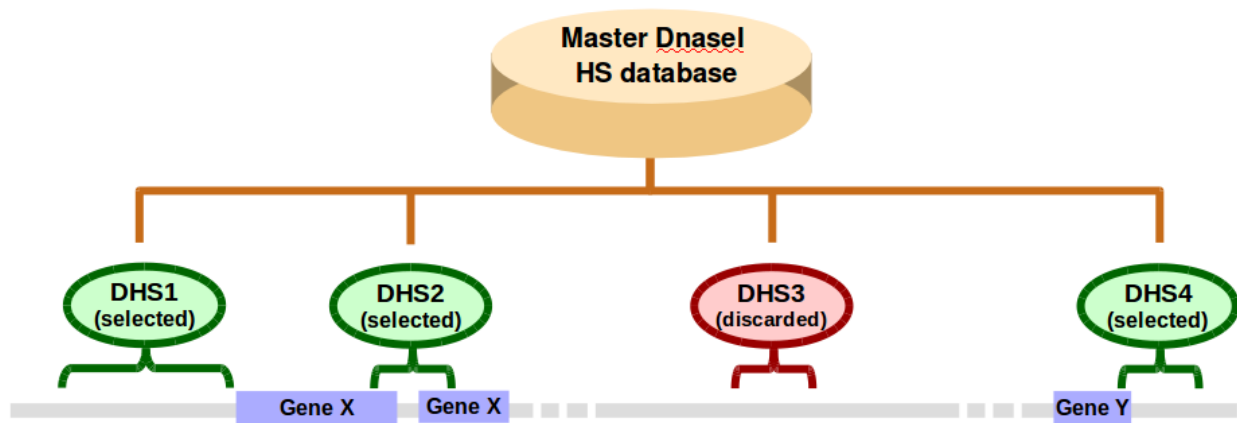 Master DnaseI
HS database
DHS1
(selected)
DHS2
(selected)
DHS3
(discarded)
DHS4
(selected)
Gene X
Gene X
Gene Y